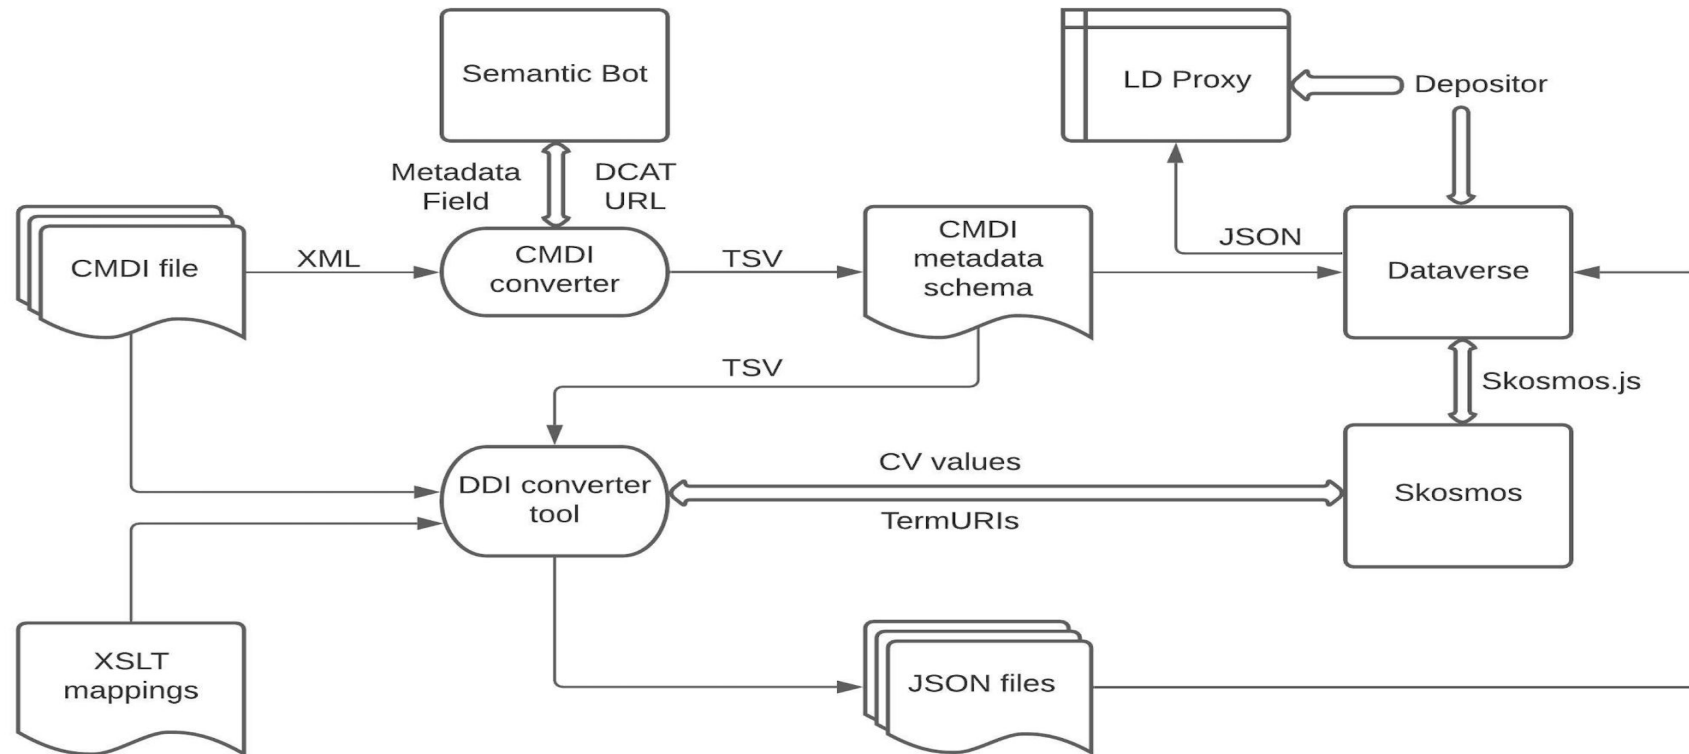 Semantic Bot
LD Proxy
Depositor
Metadata
Field
DCAT
URL
CMDI file
XML
CMDI
converter
TSV
CMDI
metadata
schema
JSON
Dataverse
TSV
Skosmos.js
DDI converter
tool
CV values
TermURIs
Skosmos
XSLT
mappings
JSON files